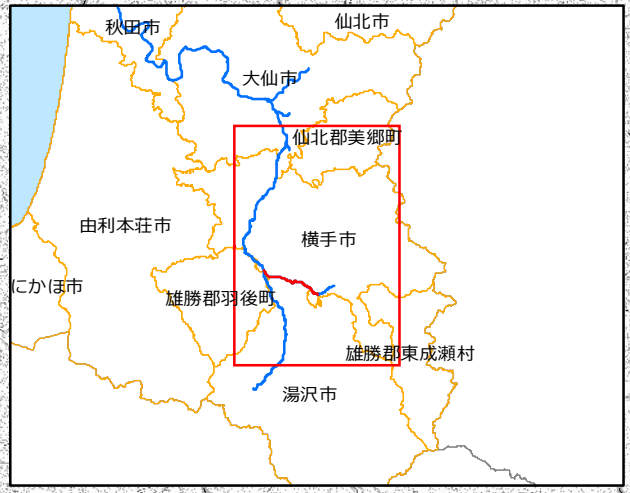 秋田市
仙北市
大仙市
仙北郡美郷町
由利本荘市
横手市
にかほ市
雄勝郡羽後町
雄勝郡東成瀬村
湯沢市